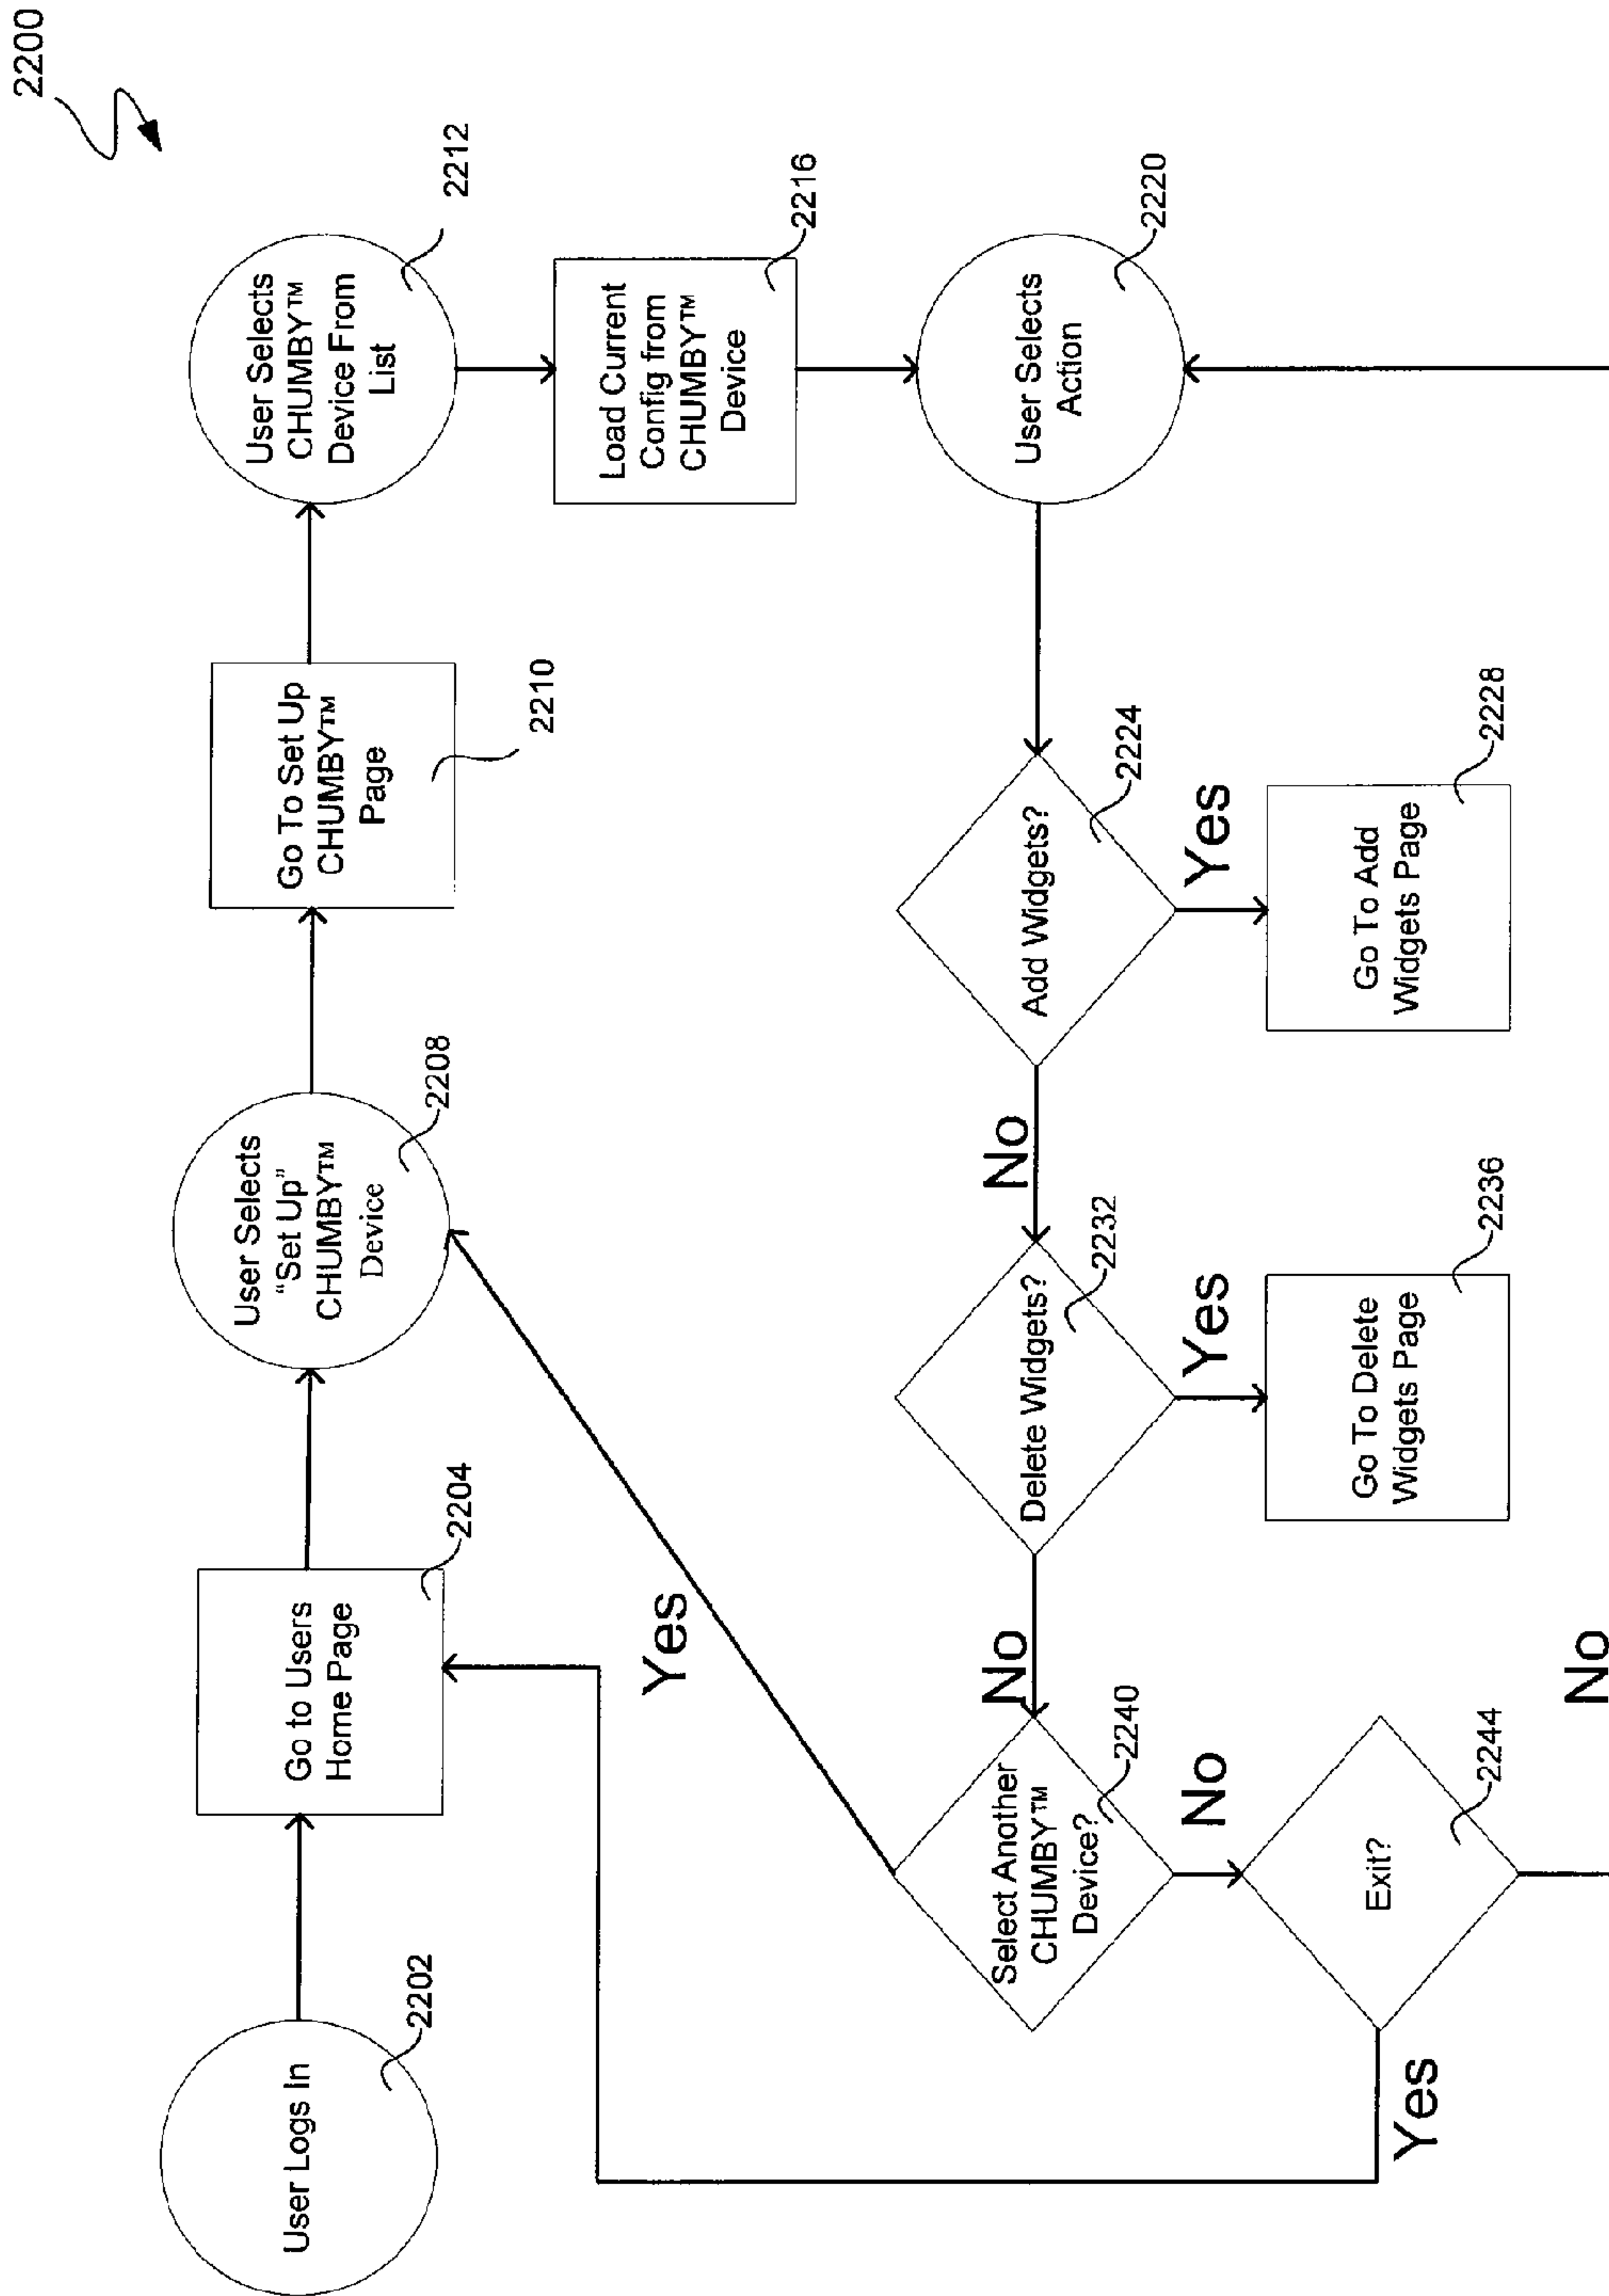 2200
User Logs In
2202
Go to Users
Home Page
2204
User Selects
“Set Up”
CHUMBY™
Device
2208
Go To Set Up
CHUMBY™
Page
2210
User Selects
CHUMBY™
Device From
List
2212
Load Current
Config from
CHUMBY™
Device
2216
User Selects
Action
2220
Add Widgets?
2224
Yes
Go To Add
Widgets Page
2228
No
Delete Widgets?
2232
Yes
Go To Delete
Widgets Page
2236
No
Select Another
CHUMBY™
Device?
2240
Yes
No
Exit?
2244
Yes
No